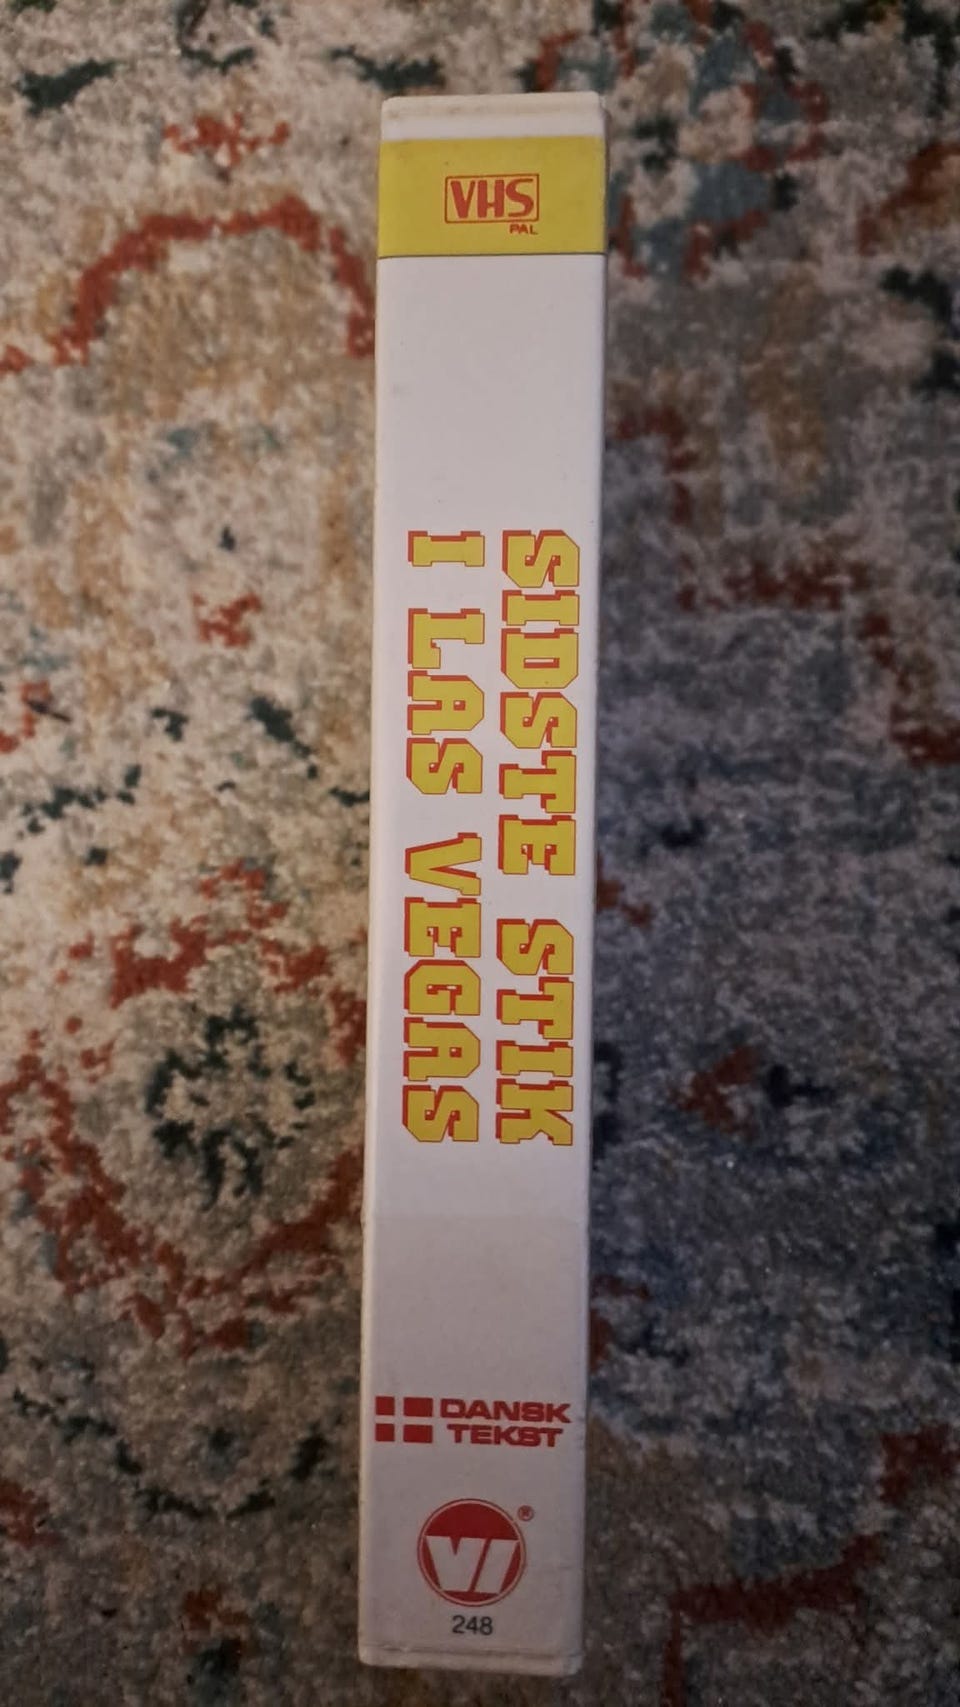 VHS
PAL
SIDSTE STIK
I LAS VEGAS
DANSK
TEKST
VI ®
248